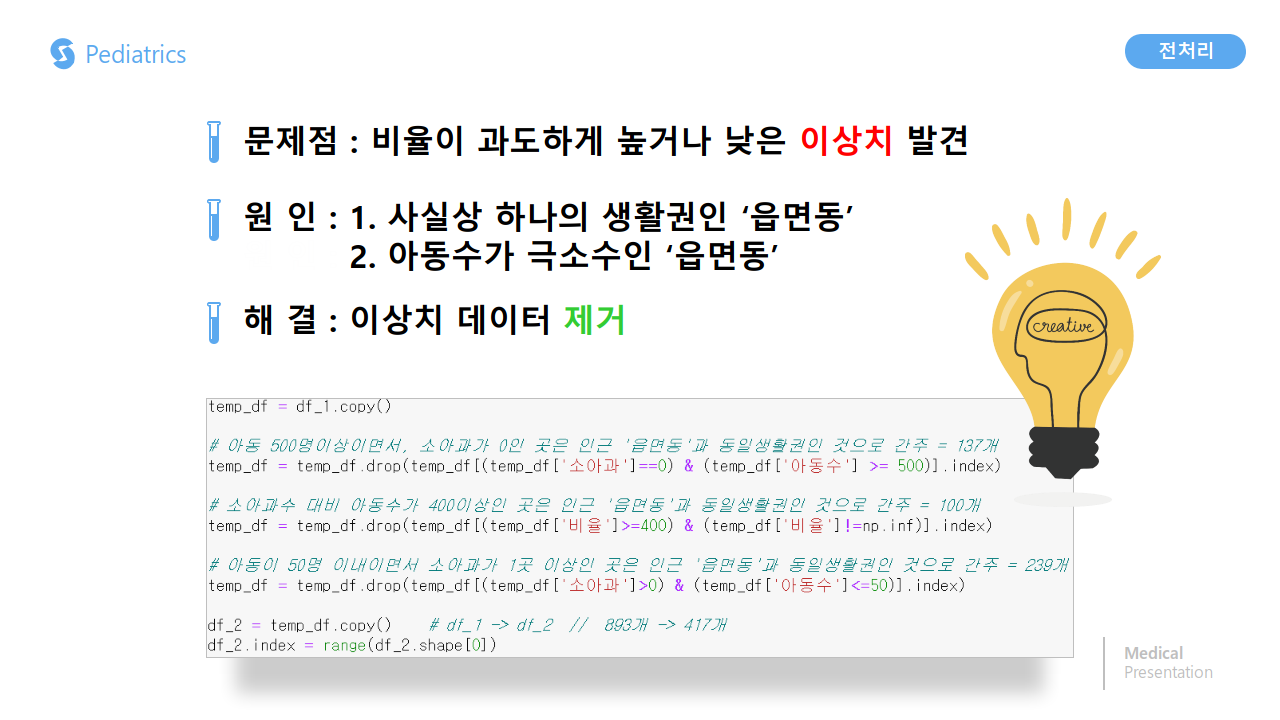 Pediatrics
전처리
문제점 : 비율이 과도하게 높거나 낮은 이상치 발견
원 인 : 1. 사실상 하나의 생활권인 ‘읍면동’
2. 아동수가 극소수인 ‘읍면동’
해 결 : 이상치 데이터 제거
creative
temp_df = df_1.copy()
# 아동 500명이상이면서, 소아과가 0인 곳은 인근 '읍면동'과 동일생활권인 것으로 간주 = 137개
temp_df = temp_df.drop(temp_df[(temp_df['소아과']==0) & (temp_df['아동수'] >= 500)].index)
# 소아과수 대비 아동수가 400이상인 곳은 인근 '읍면동'과 동일생활권인 것으로 간주 = 100개
temp_df = temp_df.drop(temp_df[(temp_df['비율']>=400) & (temp_df['비율']!=np.inf)].index)
# 아동이 50명 이내이면서 소아과가 1곳 이상인 곳은 인근 '읍면동'과 동일생활권인 것으로 간주 = 239개
temp_df = temp_df.drop(temp_df[(temp_df['소아과']>0) & (temp_df['아동수']<=50)].index)
df_2 = temp_df.copy() # df_1 -> df_2 // 893개 -> 417개
df_2.index = range(df_2.shape[0])
Medical
Presentation